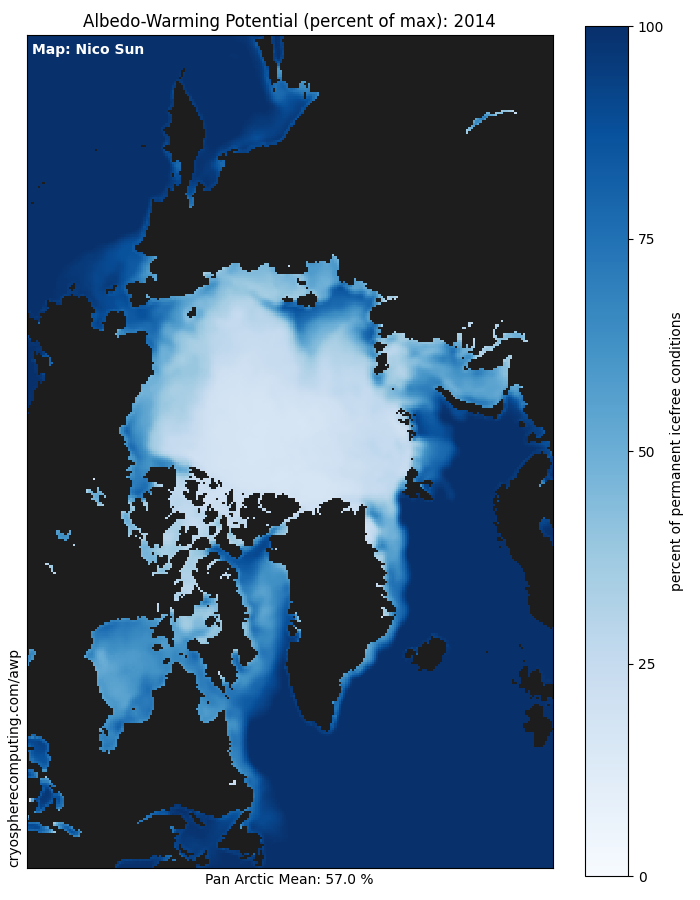 Albedo-Warming Potential (percent of max): 2014
Map: Nico Sun
100
75
50
25
0
percent of permanent icefree conditions
cryospherecomputing.com/awp
Pan Arctic Mean: 57.0 %